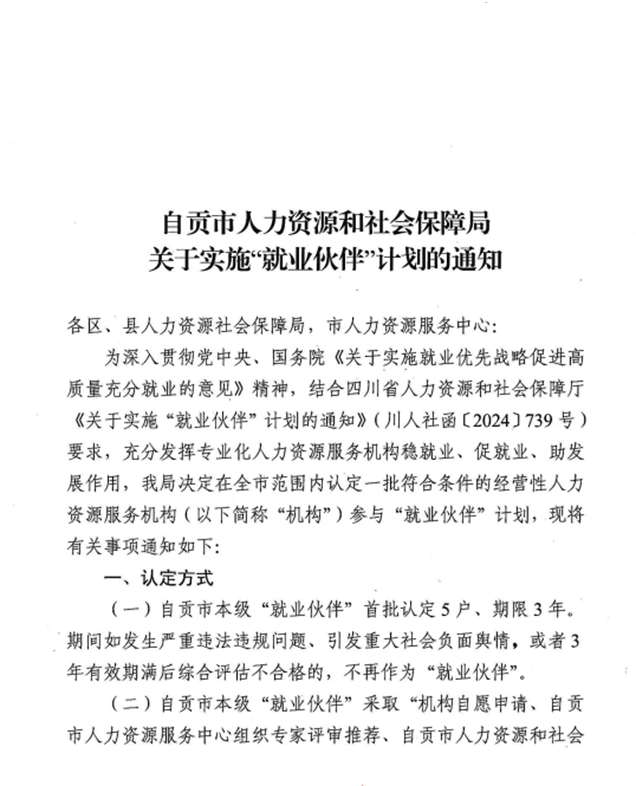 自贡市人力资源和社会保障局
关于实施“就业伙伴”计划的通知
各区、县人力资源社会保障局，市人力资源服务中心：
为深入贯彻党中央、国务院《关于实施就业优先战略促进高
质量充分就业的意见》精神，结合四川省人力资源和社会保障厅
《关于实施“就业伙伴”计划的通知》（川人社函〔2024〕739号）
要求，充分发挥专业化人力资源服务机构稳就业、促就业、助发
展作用，我局决定在全市范围内认定一批符合条件的经营性人力
资源服务机构（以下简称“机构”）参与“就业伙伴”计划，现将
有关事项通知如下：
一、认定方式
（一）自贡市本级“就业伙伴”首批认定5户、期限3年。
期间如发生严重违法违规问题、引发重大社会负面舆情，或者3
年有效期满后综合评估不合格的，不再作为“就业伙伴”。
（二）自贡市本级“就业伙伴”采取“机构自愿申请、自贡
市人力资源服务中心组织专家评审推荐、自贡市人力资源和社会